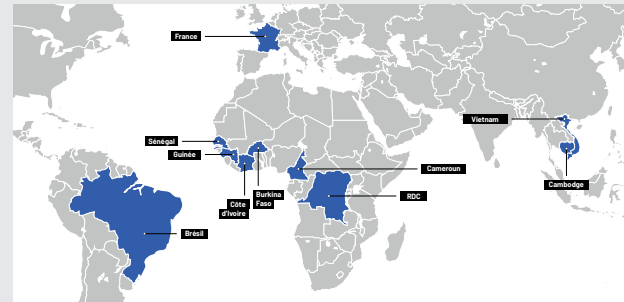 France
Vietnam
Sénégal
Guinée
Cameroun
Cambodge
Burkina
Faso
RDC
Côte
d'Ivoire
Brésil